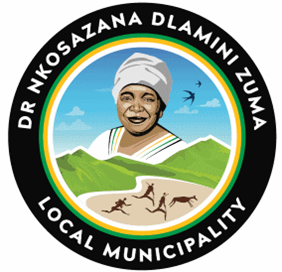 DR NKOSAZANA DLAMINI ZUMA
LOCAL MUNICIPALITY